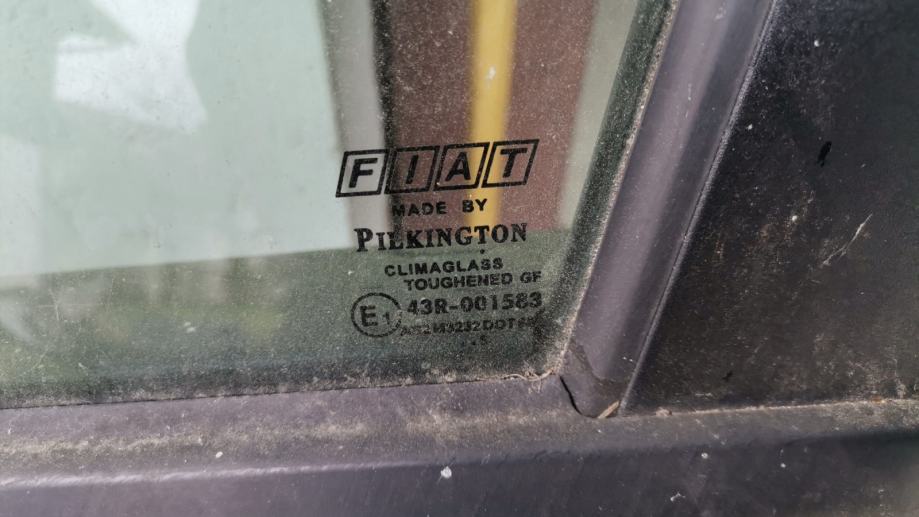 FIAT
MADE BY
PILKINGTON
CLIMAGLASS
TOUGHENED GF
E1 43R-001583